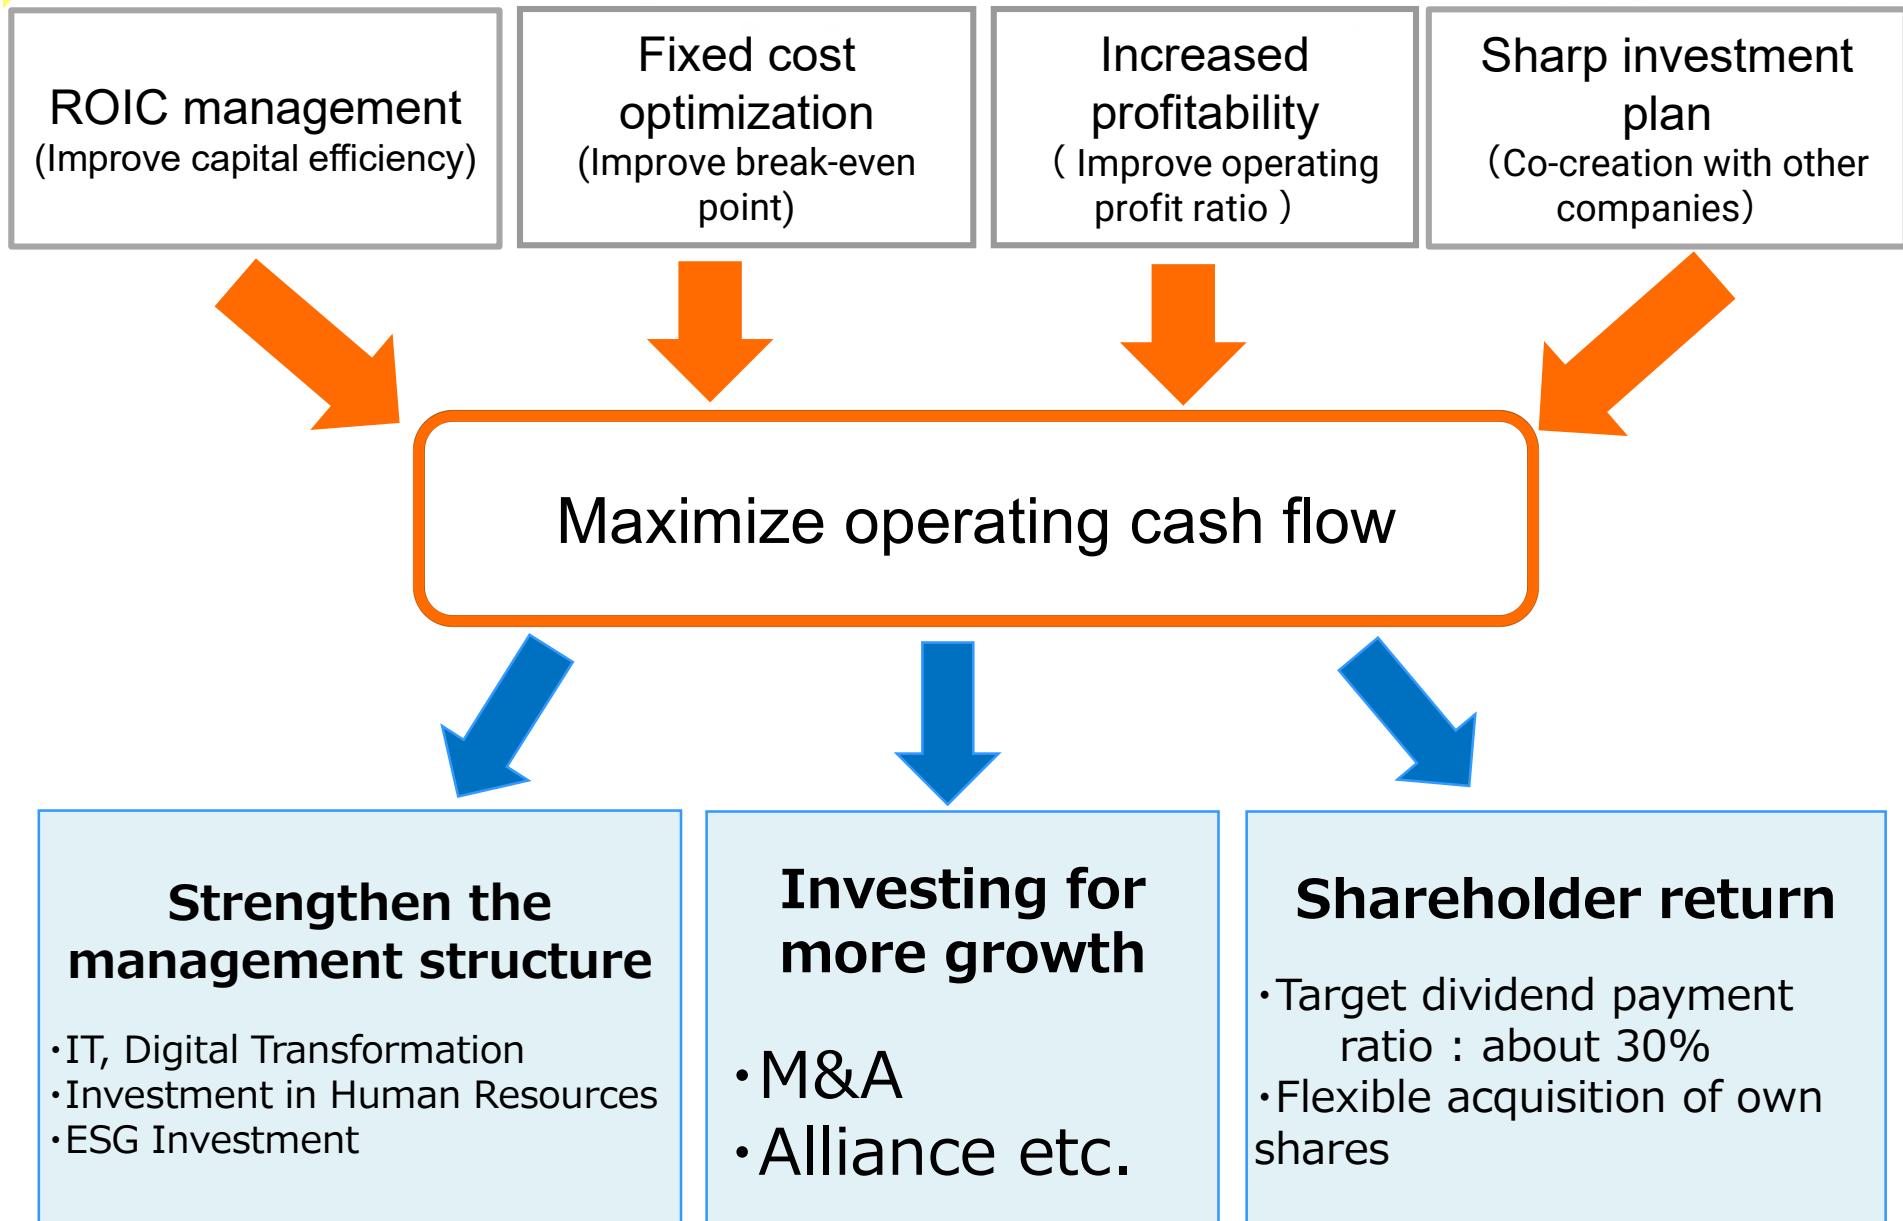 ROIC management
(Improve capital efficiency)
Fixed cost
optimization
(Improve break-even
point)
Increased
profitability
（ Improve operating
profit ratio ）
Sharp investment
plan
（Co-creation with other
companies）
Maximize operating cash flow
Strengthen the
management structure
・IT, Digital Transformation
・Investment in Human Resources
・ESG Investment
Investing for
more growth
・M&A
・Alliance etc.
Shareholder return
・Target dividend payment
ratio : about 30%
・Flexible acquisition of own
shares